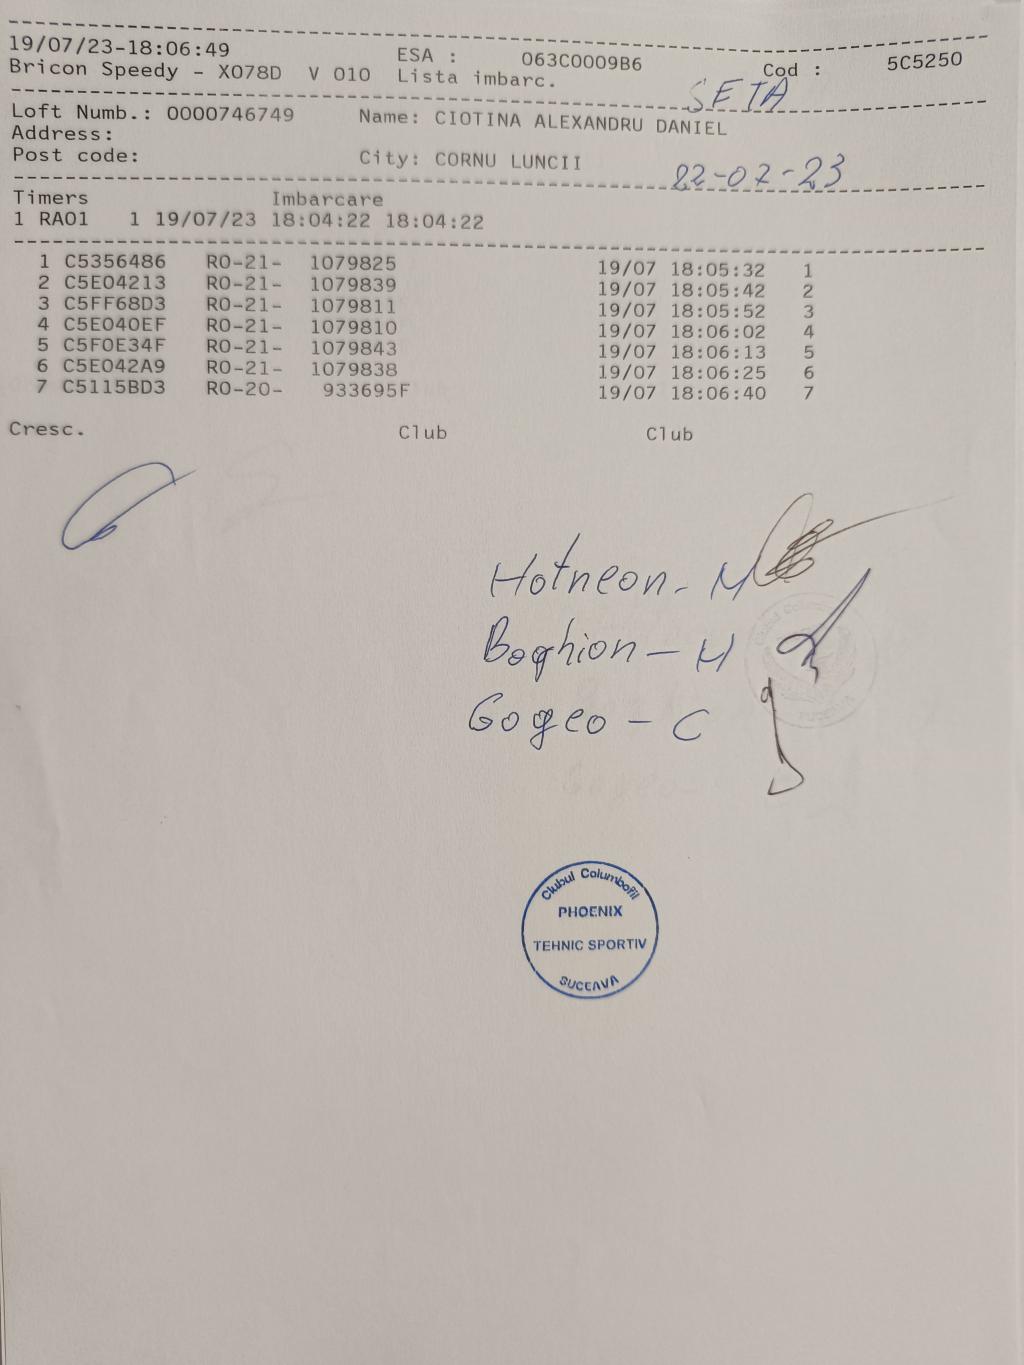 19/07/23-18:06:49 ESA : 063C0009B6 Cod : 5C5250
Bricon Speedy - X078D V 010 Lista imbarc.
SETA
Loft Numb.: 0000746749 Name: CIOTINA ALEXANDRU DANIEL
Address:
Post code: City: CORNU LUNCII
22-07-23
Timers Imbarcare
1 RA01 1 19/07/23 18:04:22 18:04:22
1 C5356486 RO-21- 1079825 19/07 18:05:32 1
2 C5E04213 RO-21- 1079839 19/07 18:05:42 2
3 C5FF68D3 RO-21- 1079811 19/07 18:05:52 3
4 C5E040EF RO-21- 1079810 19/07 18:06:02 4
5 C5F0E34F RO-21- 1079843 19/07 18:06:13 5
6 C5E042A9 RO-21- 1079838 19/07 18:06:25 6
7 C5115BD3 RO-20- 933695F 19/07 18:06:40 7
Cresc. Club Club
Hotneon - M
Boghion - H
Gogeo - C
Clubul Columbofil
PHOENIX
TEHNIC SPORTIV
SUCEAVA